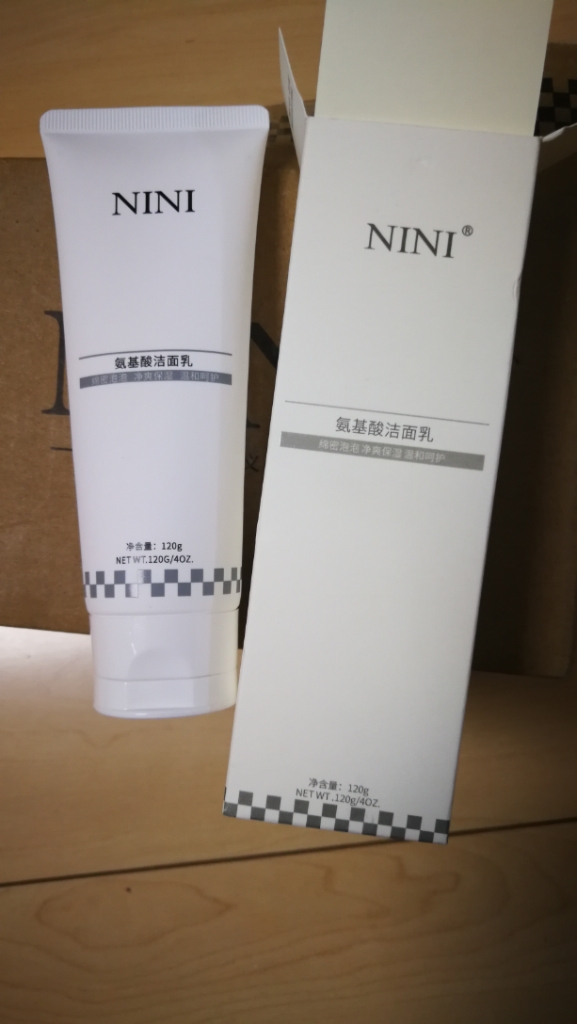 NINI
氨基酸洁面乳
绵密泡泡 净爽保湿 温和呵护
净含量：120g
NET WT.120G/4OZ.
NINI®
氨基酸洁面乳
绵密泡泡 净爽保湿 温和呵护
净含量：120g
NET WT.120g/4OZ.